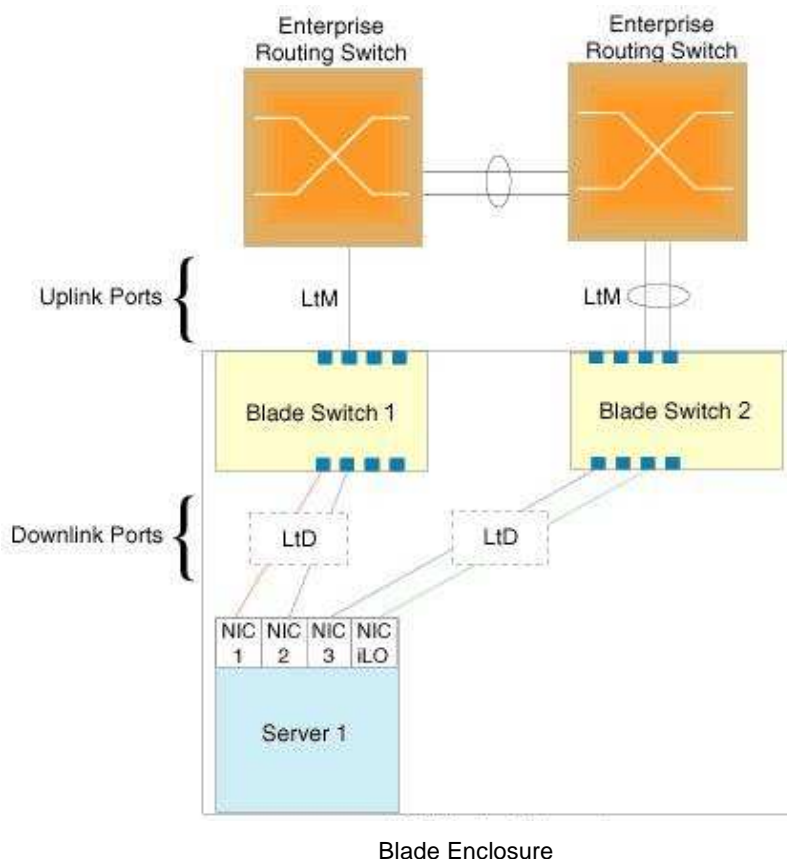 Enterprise
Routing Switch
Enterprise
Routing Switch
Uplink Ports
LtM
LtM
Blade Switch 1
Blade Switch 2
Downlink Ports
LtD
LtD
NIC
1
NIC
2
NIC
3
NIC
iLO
Server 1
Blade Enclosure